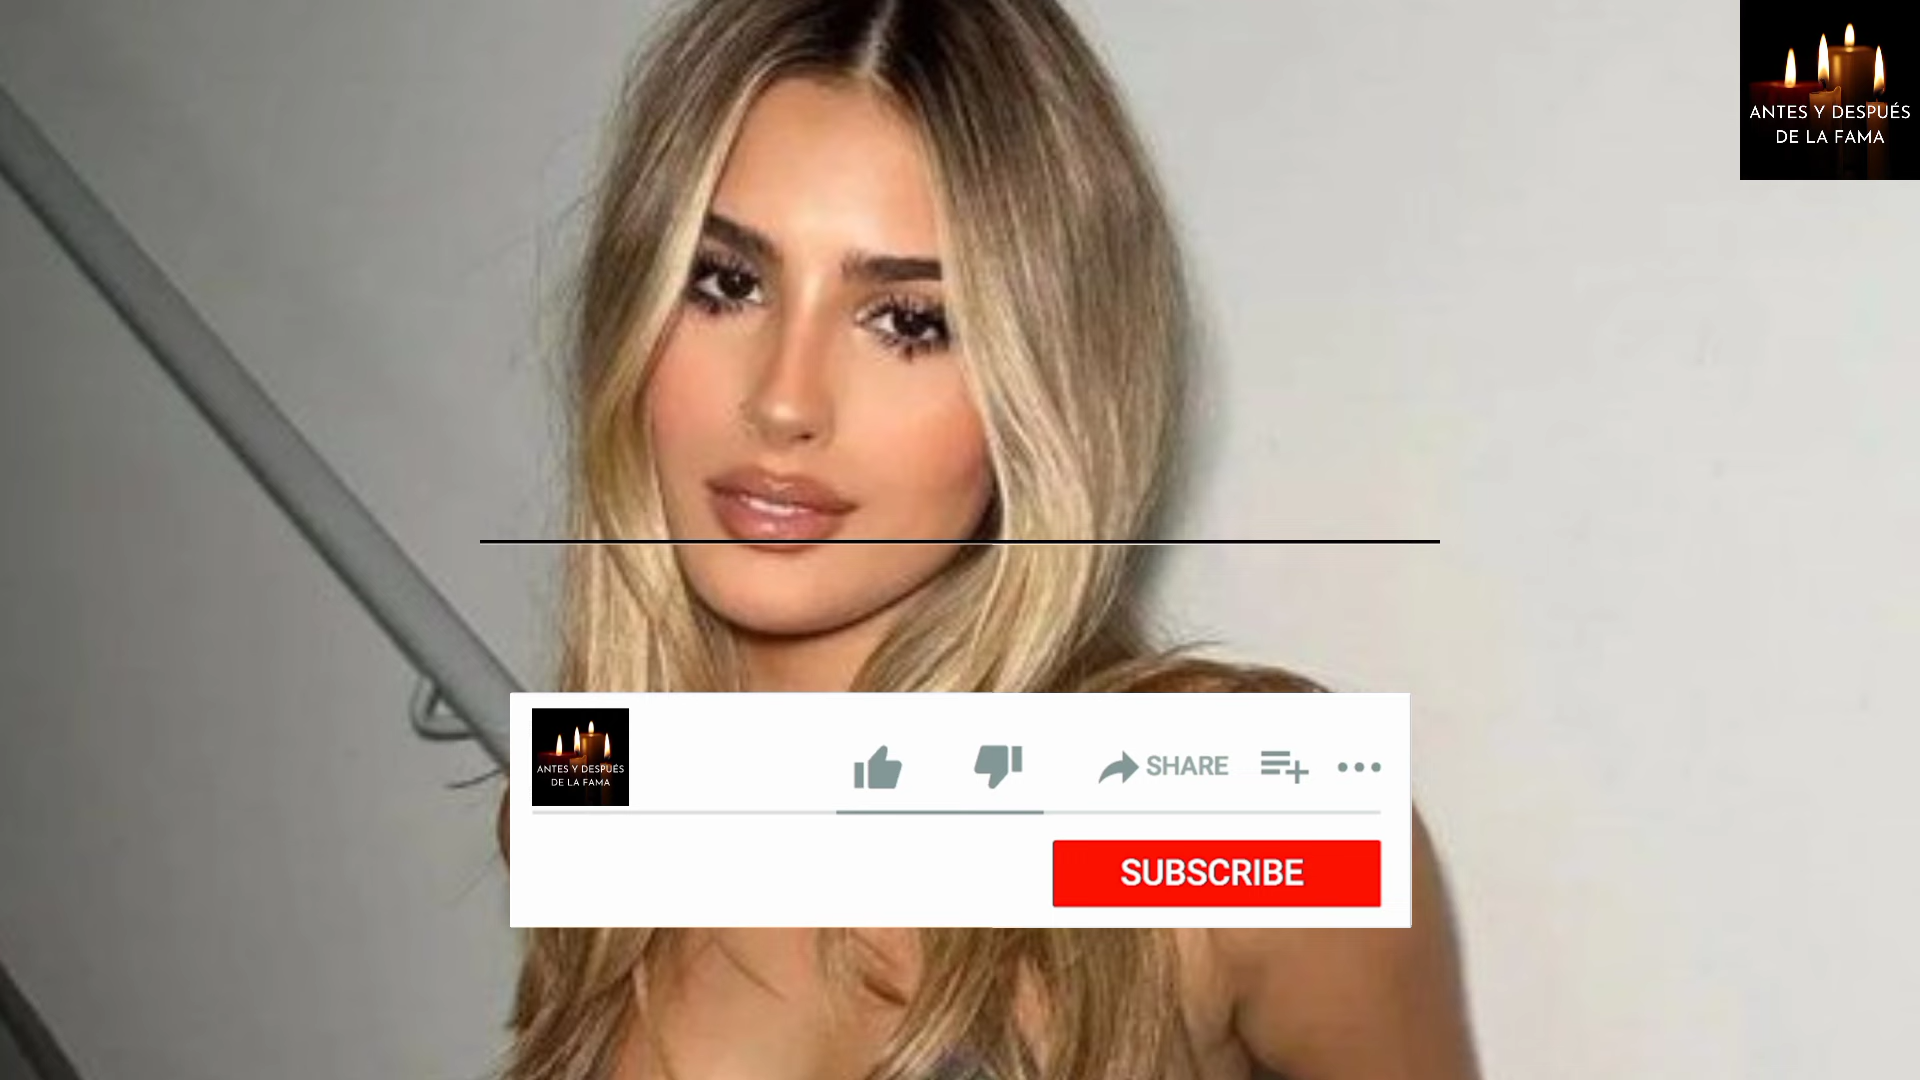 ANTES Y DESPUÉS
DE LA FAMA
ANTES Y DESPUÉS
DE LA FAMA
SHARE
SUBSCRIBE